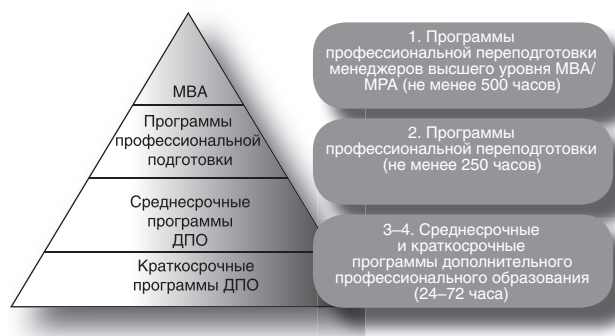 МВА
Программы
профессиональной
подготовки
Среднесрочные
программы
ДПО
Краткосрочные
программы ДПО
1. Программы
профессиональной переподготовки
менеджеров высшего уровня МВА/
МРА (не менее 500 часов)
2. Программы
профессиональной переподготовки
(не менее 250 часов)
3–4. Среднесрочные
и краткосрочные
программы дополнительного
профессионального образования
(24–72 часа)